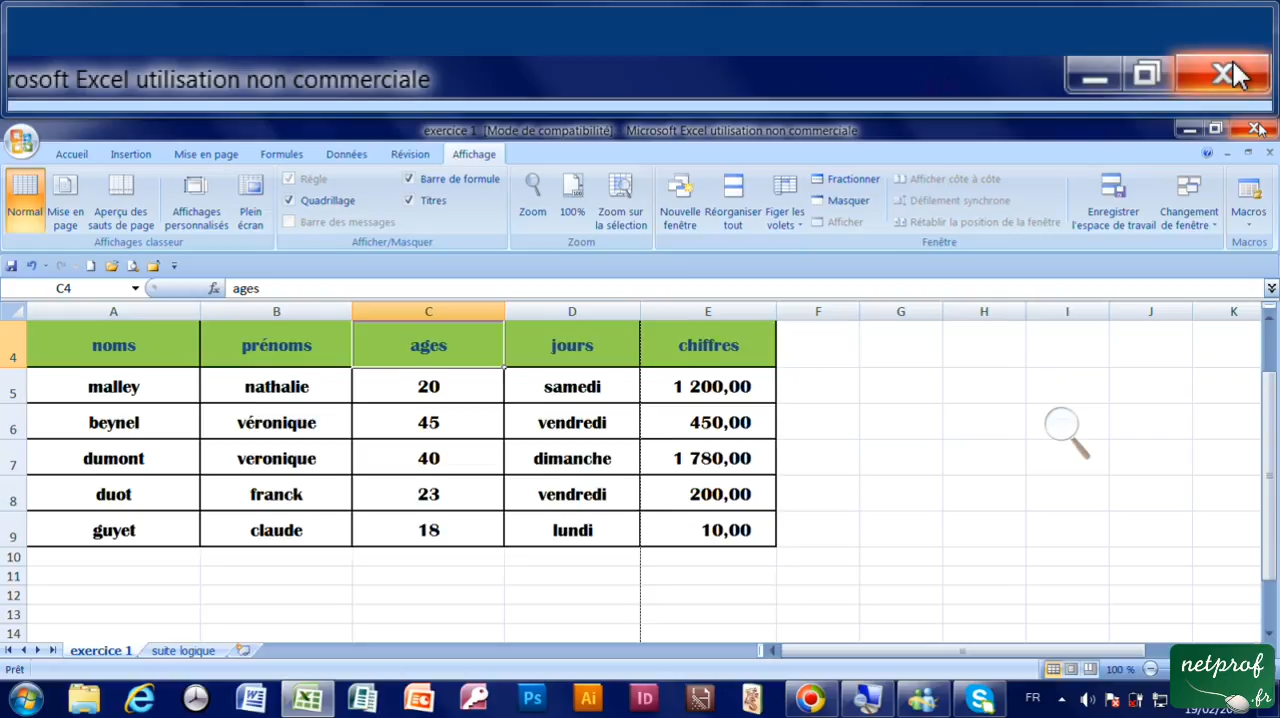 rosoft Excel utilisation non commerciale
exercice 1 [Mode de compatibilité] - Microsoft Excel utilisation non commerciale
Accueil Insertion Mise en page Formules Données Révision Affichage
Normal Mise en page Aperçu des sauts de page Affichages personnalisés Plein écran
Affichages classeur
Règle Barre de formule
Quadrillage Titres
Barre des messages
Afficher/Masquer
Zoom 100% Zoom sur la sélection
Zoom
Nouvelle fenêtre Réorganiser tout Figer les volets
Fractionner
Masquer
Afficher
Afficher côte à côte
Défilement synchrone
Rétablir la position de la fenêtre
Enregistrer l'espace de travail Changement de fenêtre
Fenêtre
Macros
Macros
C4 fx ages
A B C D E F G H I J K
4 noms prénoms ages jours chiffres
5 malley nathalie 20 samedi 1 200,00
6 beynel véronique 45 vendredi 450,00
7 dumont veronique 40 dimanche 1 780,00
8 duot franck 23 vendredi 200,00
9 guyet claude 18 lundi 10,00
10
11
12
13
14
exercice 1 suite logique
Prêt 100 %
Ps Ai ID FR
netprof
.fr